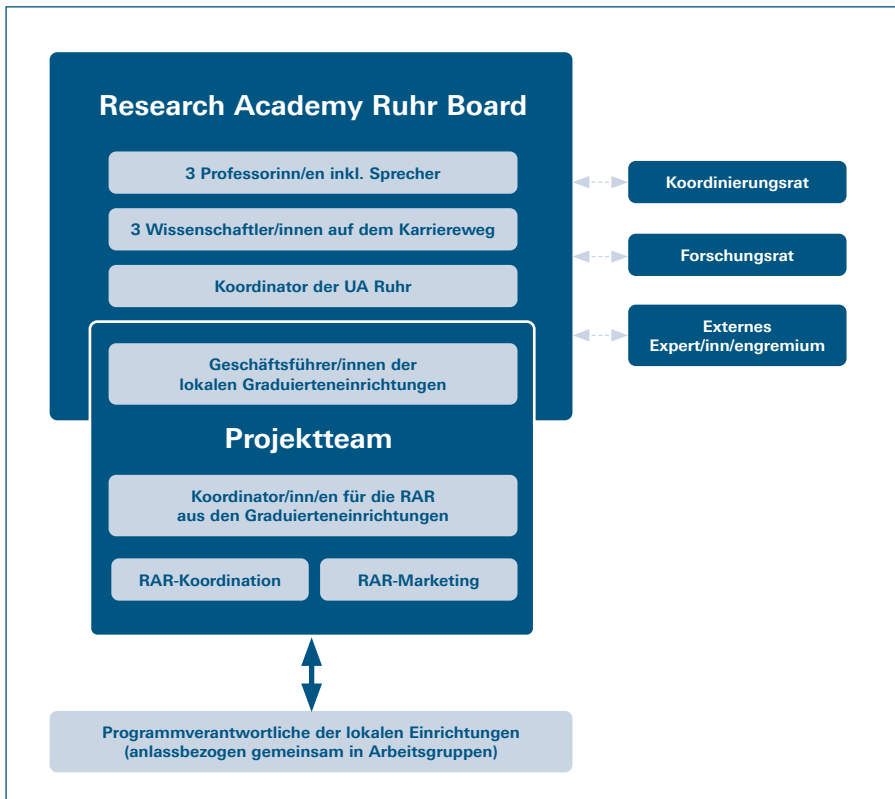 Research Academy Ruhr Board
3 Professorinn/en inkl. Sprecher
3 Wissenschaftler/innen auf dem Karriereweg
Koordinator der UA Ruhr
Geschäftsführer/innen der
lokalen Graduierteneinrichtungen
Projektteam
Koordinator/inn/en für die RAR
aus den Graduierteneinrichtungen
RAR-Koordination
RAR-Marketing
Koordinierungsrat
Forschungsrat
Externes
Expert/inn/engremium
Programmverantwortliche der lokalen Einrichtungen
(anlassbezogen gemeinsam in Arbeitsgruppen)